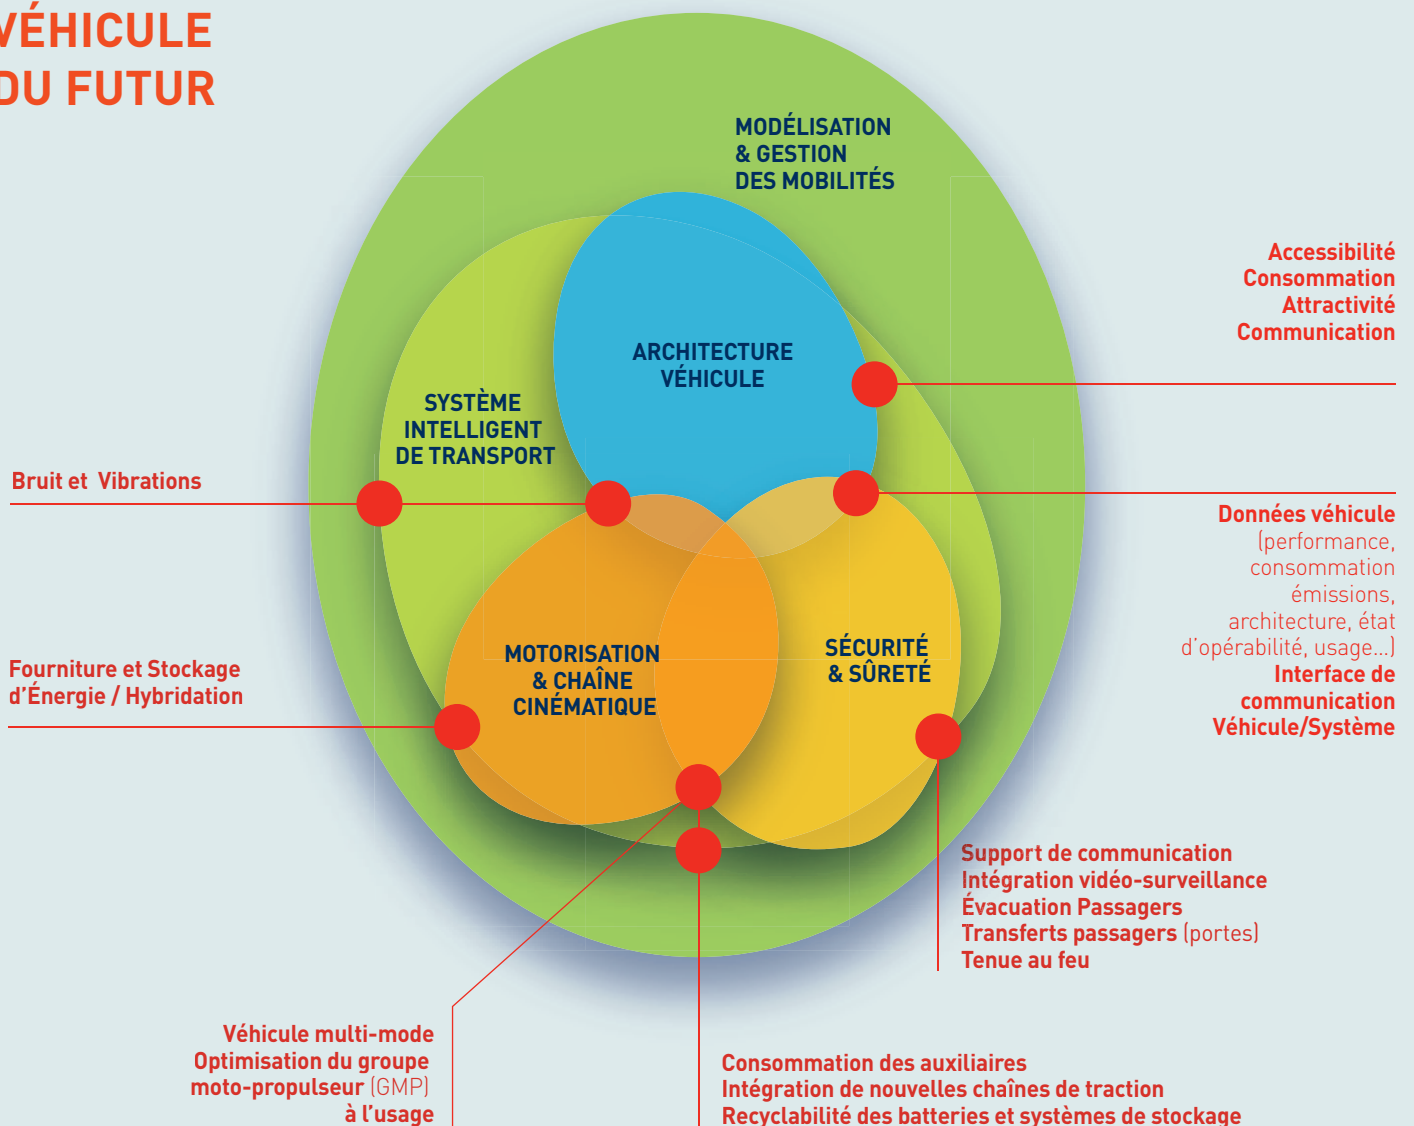 VÉHICULE
DU FUTUR
MODÉLISATION
& GESTION
DES MOBILITÉS
Accessibilité
Consommation
Attractivité
Communication
ARCHITECTURE
VÉHICULE
SYSTÈME
INTELLIGENT
DE TRANSPORT
Bruit et Vibrations
Données véhicule
(performance,
consommation
émissions,
architecture, état
d'opérabilité, usage...)
Interface de
communication
Véhicule/Système
MOTORISATION
& CHAÎNE
CINÉMATIQUE
SÉCURITÉ
& SÛRETÉ
Fourniture et Stockage
d'Énergie / Hybridation
Support de communication
Intégration vidéo-surveillance
Évacuation Passagers
Transferts passagers (portes)
Tenue au feu
Véhicule multi-mode
Optimisation du groupe
moto-propulseur (GMP)
à l'usage
Consommation des auxiliaires
Intégration de nouvelles chaînes de traction
Recyclabilité des batteries et systèmes de stockage